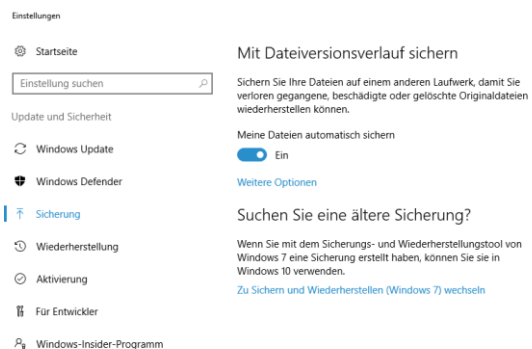 Einstellungen
Startseite
Einstellung suchen
Update und Sicherheit
Windows Update
Windows Defender
Sicherung
Wiederherstellung
Aktivierung
Für Entwickler
Windows-Insider-Programm
Mit Dateiversionsverlauf sichern
Sichern Sie Ihre Dateien auf einem anderen Laufwerk, damit Sie
verloren gegangene, beschädigte oder gelöschte Originaldateien
wiederherstellen können.
Meine Dateien automatisch sichern
Ein
Weitere Optionen
Suchen Sie eine ältere Sicherung?
Wenn Sie mit dem Sicherungs- und Wiederherstellungstool von
Windows 7 eine Sicherung erstellt haben, können Sie sie in
Windows 10 verwenden.
Zu Sichern und Wiederherstellen (Windows 7) wechseln